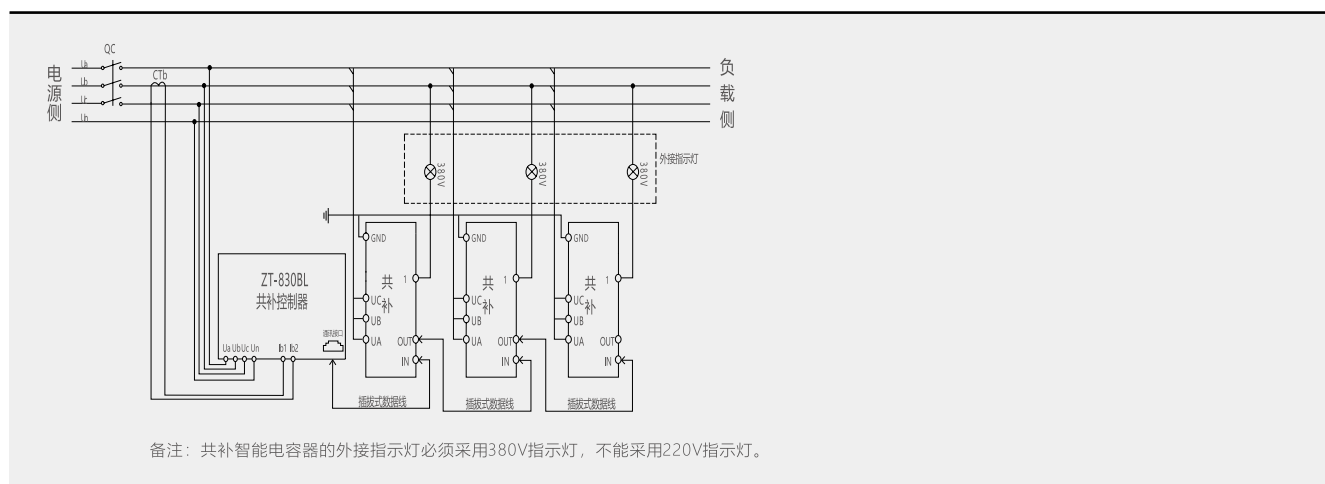 QC
电源侧
Ua
Ub
Uc
CTb
负载侧
380V
380V
380V
外接指示灯
ZT-830BL
共补控制器
通讯接口
Ua Ub Uc Un
Ib1 Ib2
GND
共补
1
UC
UB
UA
OUT
IN
GND
共补
1
UC
UB
UA
OUT
IN
GND
共补
1
UC
UB
UA
OUT
IN
插拔式数据线
插拔式数据线
插拔式数据线
备注：共补智能电容器的外接指示灯必须采用380V指示灯，不能采用220V指示灯。